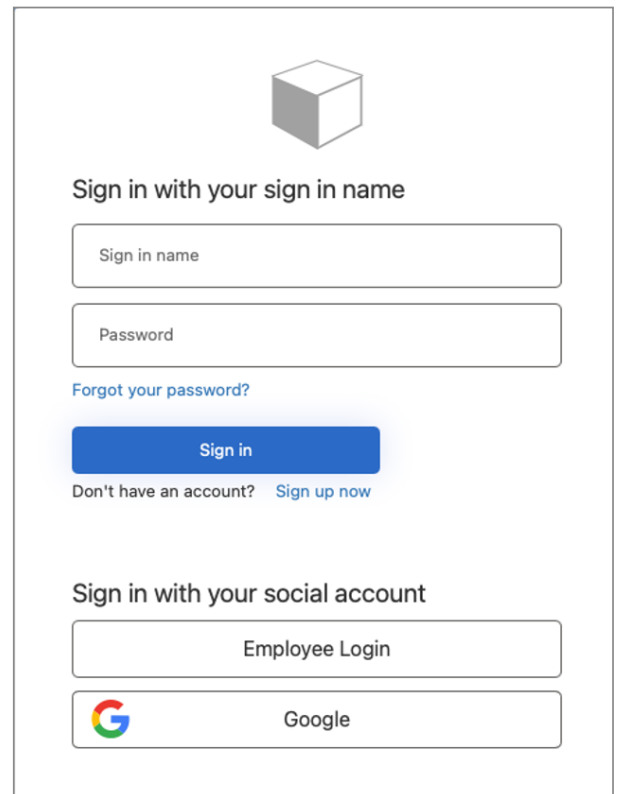 Sign in with your sign in name
Sign in name
Password
Forgot your password?
Sign in
Don't have an account? Sign up now
Sign in with your social account
Employee Login
Google